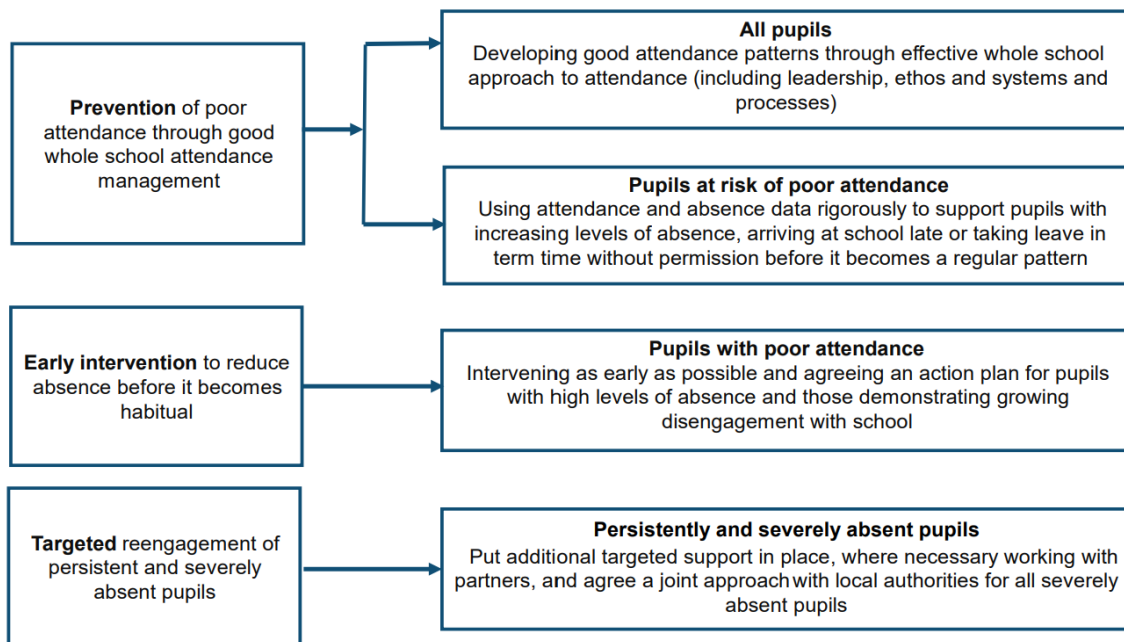 Prevention of poor
attendance through good
whole school attendance
management
All pupils
Developing good attendance patterns through effective whole school
approach to attendance (including leadership, ethos and systems and
processes)
Pupils at risk of poor attendance
Using attendance and absence data rigorously to support pupils with
increasing levels of absence, arriving at school late or taking leave in
term time without permission before it becomes a regular pattern
Early intervention to reduce
absence before it becomes
habitual
Pupils with poor attendance
Intervening as early as possible and agreeing an action plan for pupils
with high levels of absence and those demonstrating growing
disengagement with school
Targeted reengagement of
persistent and severely
absent pupils
Persistently and severely absent pupils
Put additional targeted support in place, where necessary working with
partners, and agree a joint approach with local authorities for all severely
absent pupils